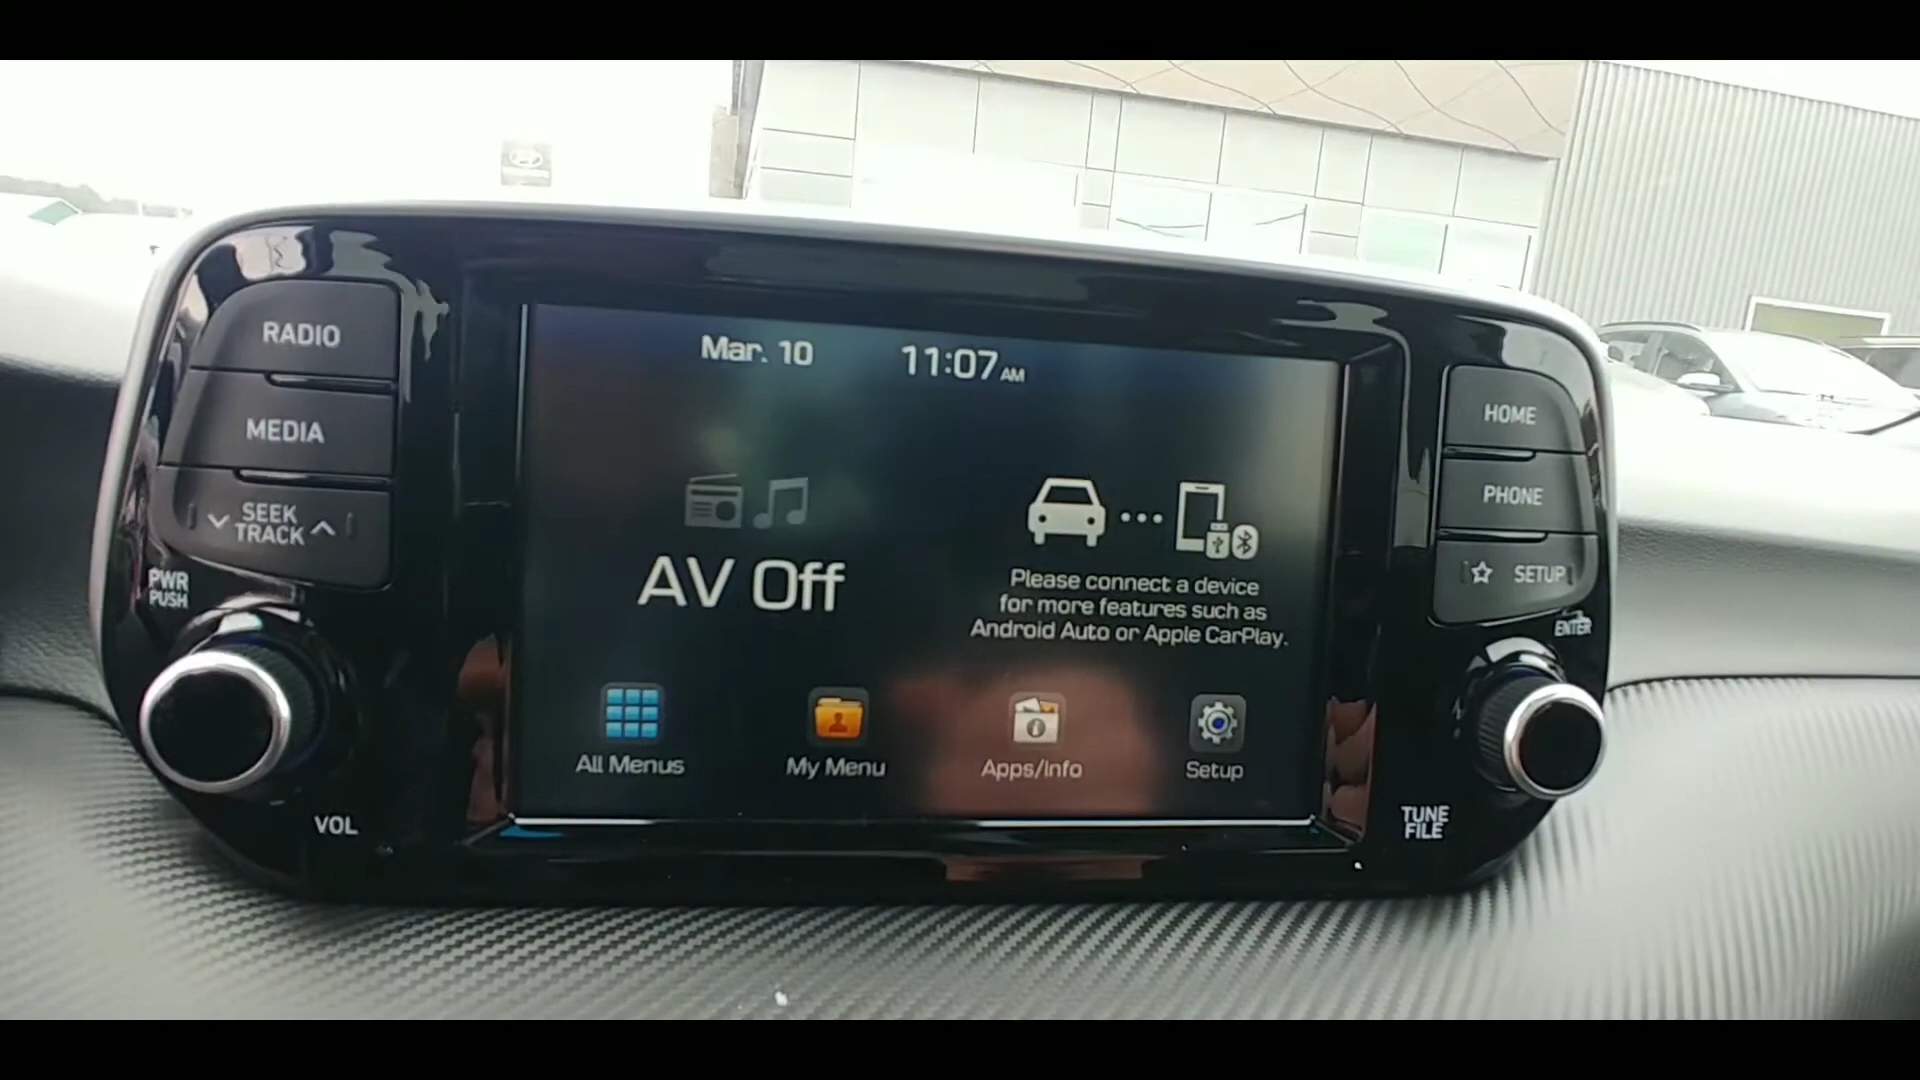 RADIO
MEDIA
SEEK
TRACK
PWR
PUSH
VOL
Mar. 10
11:07 AM
AV Off
Please connect a device
for more features such as
Android Auto or Apple CarPlay.
All Menus
My Menu
Apps/Info
Setup
HOME
PHONE
SETUP
ENTER
TUNE
FILE